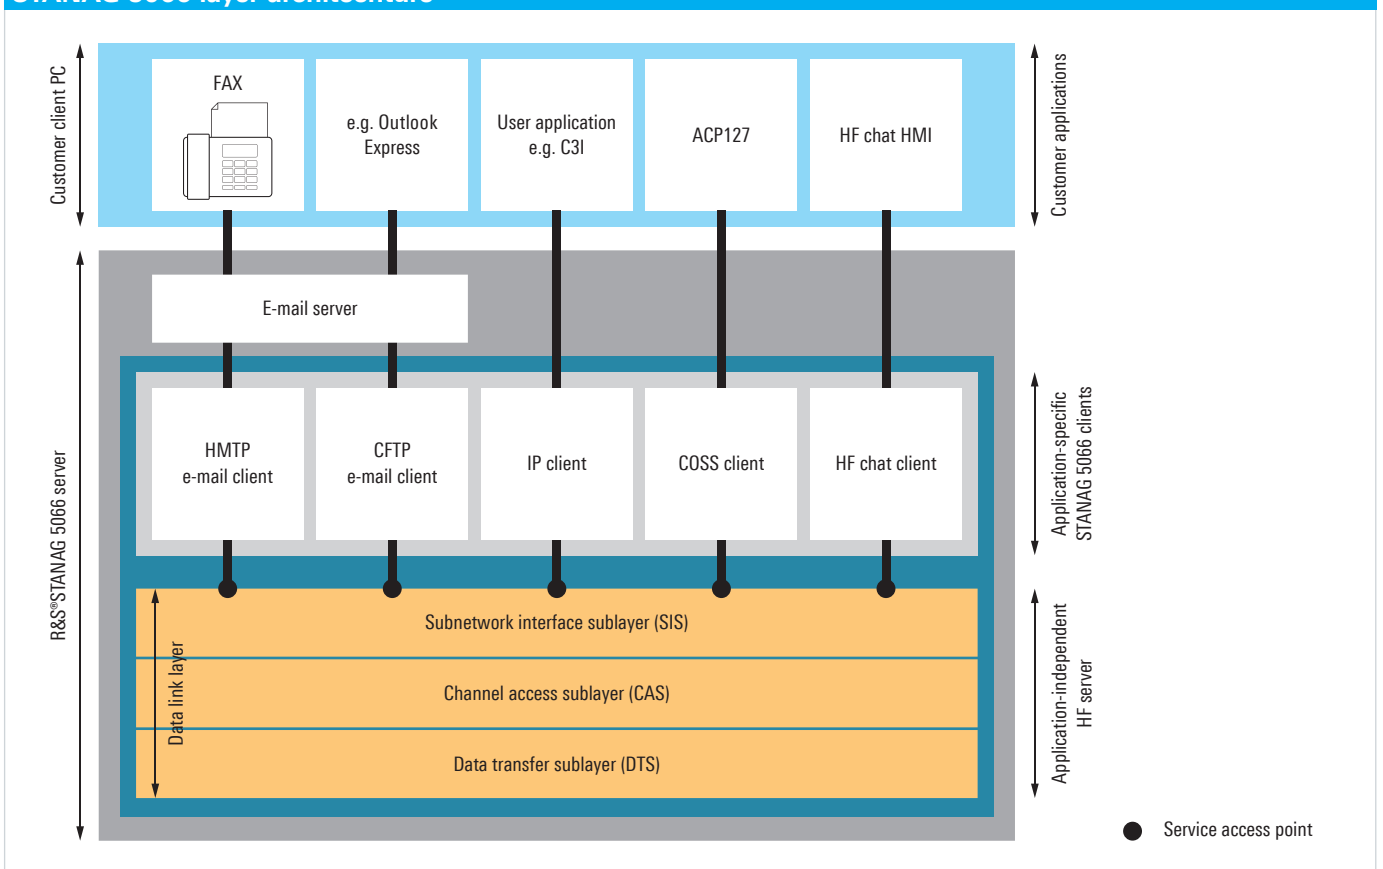 Customer client PC
FAX
e.g. Outlook
Express
User application
e.g. C3I
ACP127
HF chat HMI
Customer applications
R&S®STANAG 5066 server
E-mail server
HMTP
e-mail client
CFTP
e-mail client
IP client
COSS client
HF chat client
Application-specific
STANAG 5066 clients
Data link layer
Subnetwork interface sublayer (SIS)
Channel access sublayer (CAS)
Data transfer sublayer (DTS)
Application-independent
HF server
Service access point